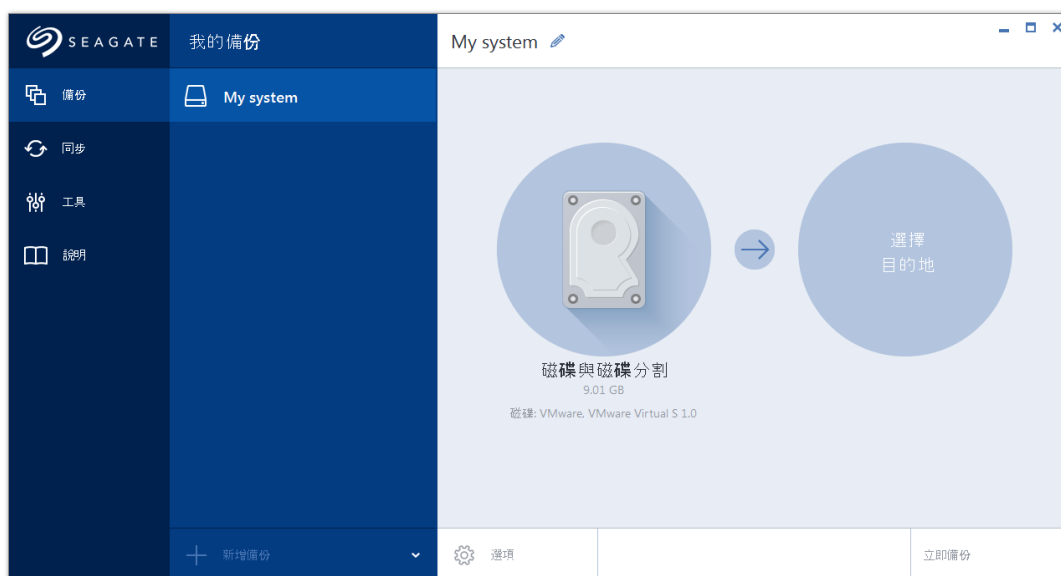 SEAGATE
我的備份
My system
備份
My system
同步
工具
說明
選擇
目的地
磁碟與磁碟分割
9.01 GB
磁碟: VMware, VMware Virtual S 1.0
新增備份
選項
立即備份